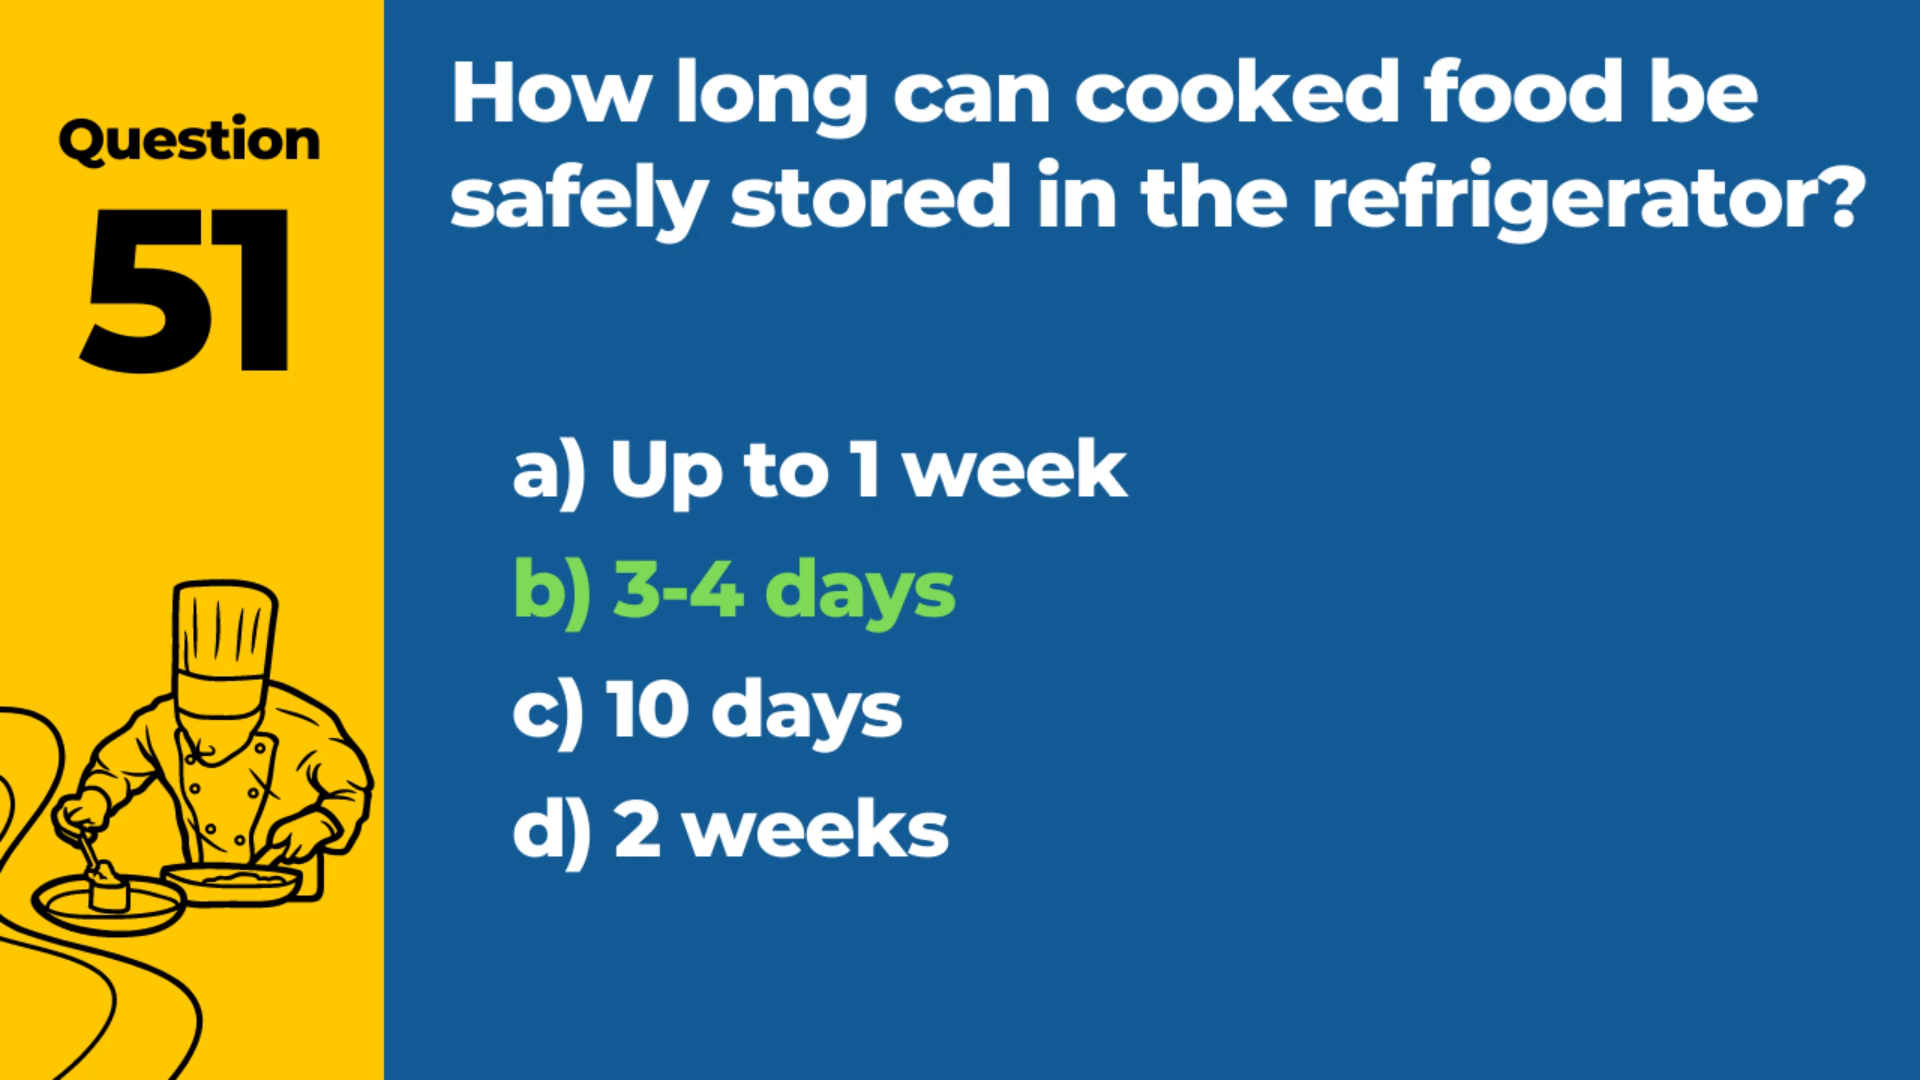 Question
51
How long can cooked food be
safely stored in the refrigerator?
a) Up to 1 week
b) 3-4 days
c) 10 days
d) 2 weeks